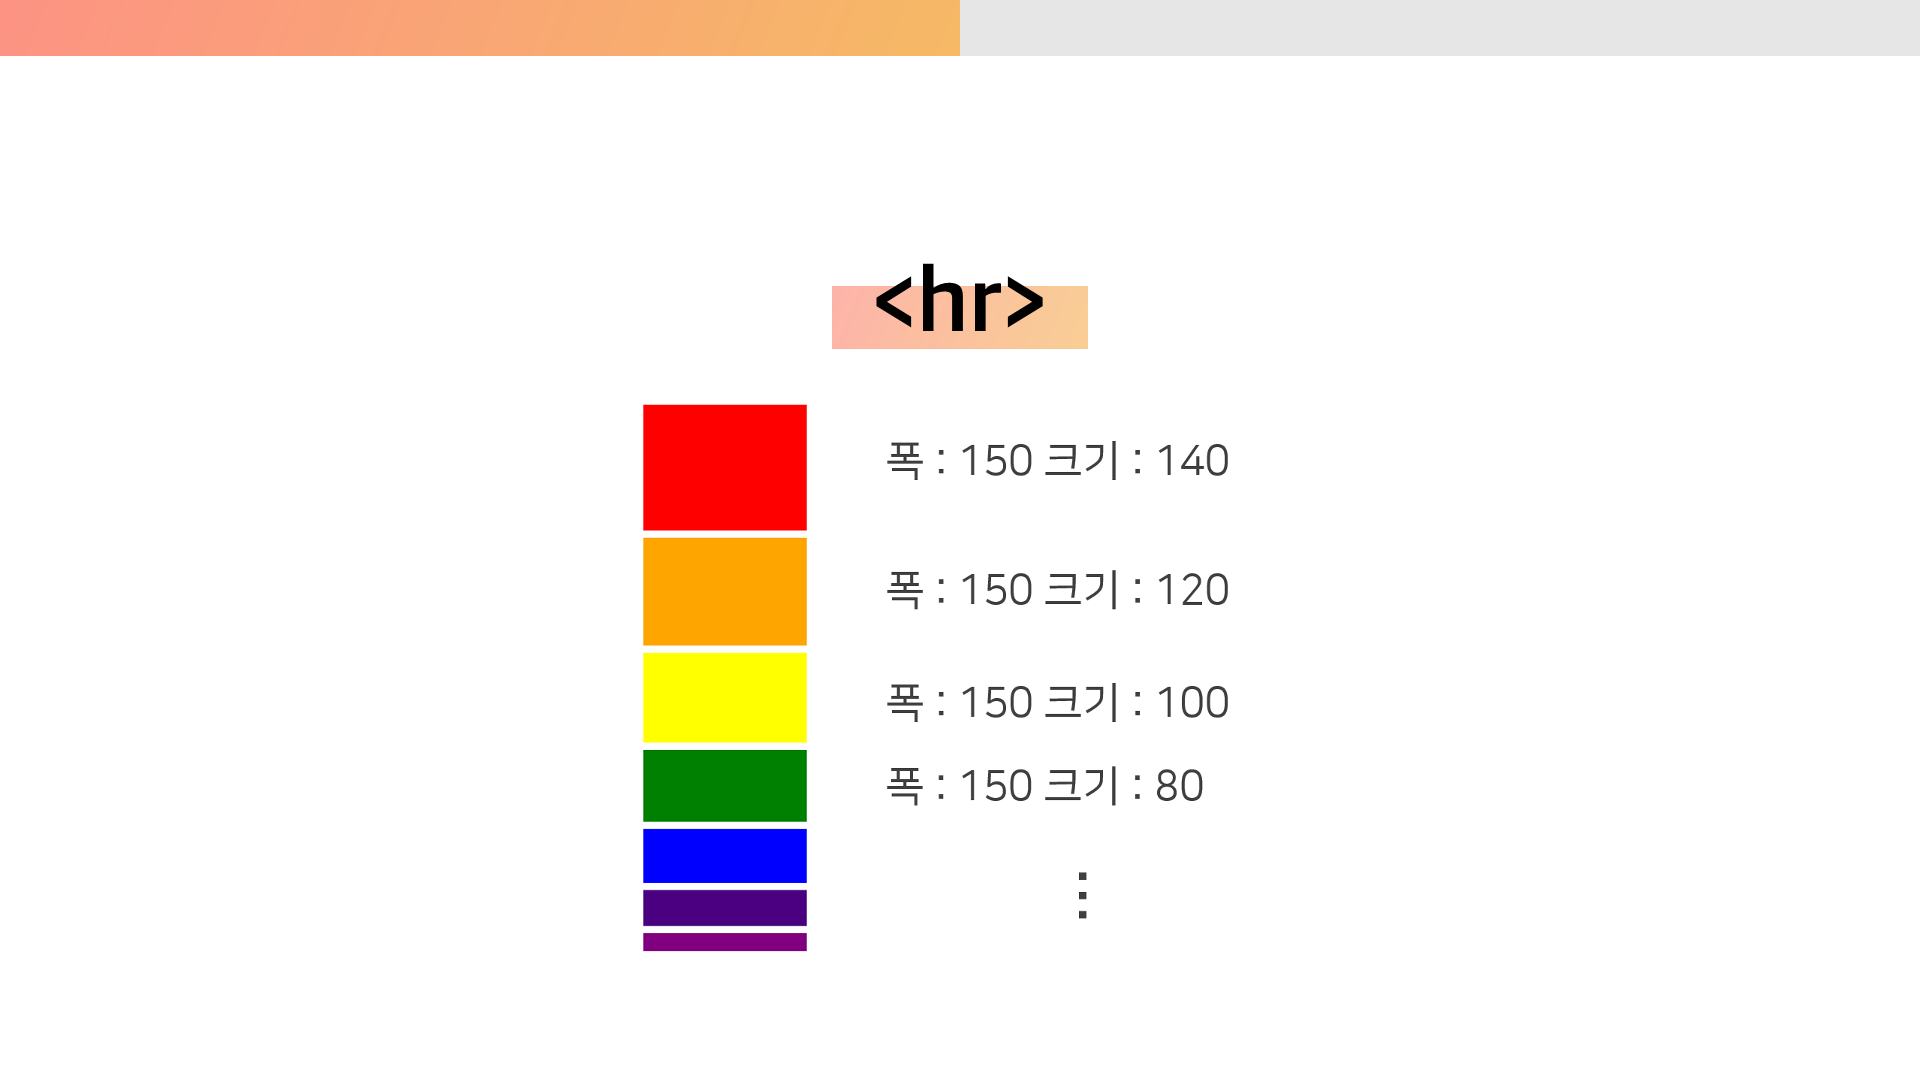 <hr>
폭 : 150 크기 : 140
폭 : 150 크기 : 120
폭 : 150 크기 : 100
폭 : 150 크기 : 80
⋮